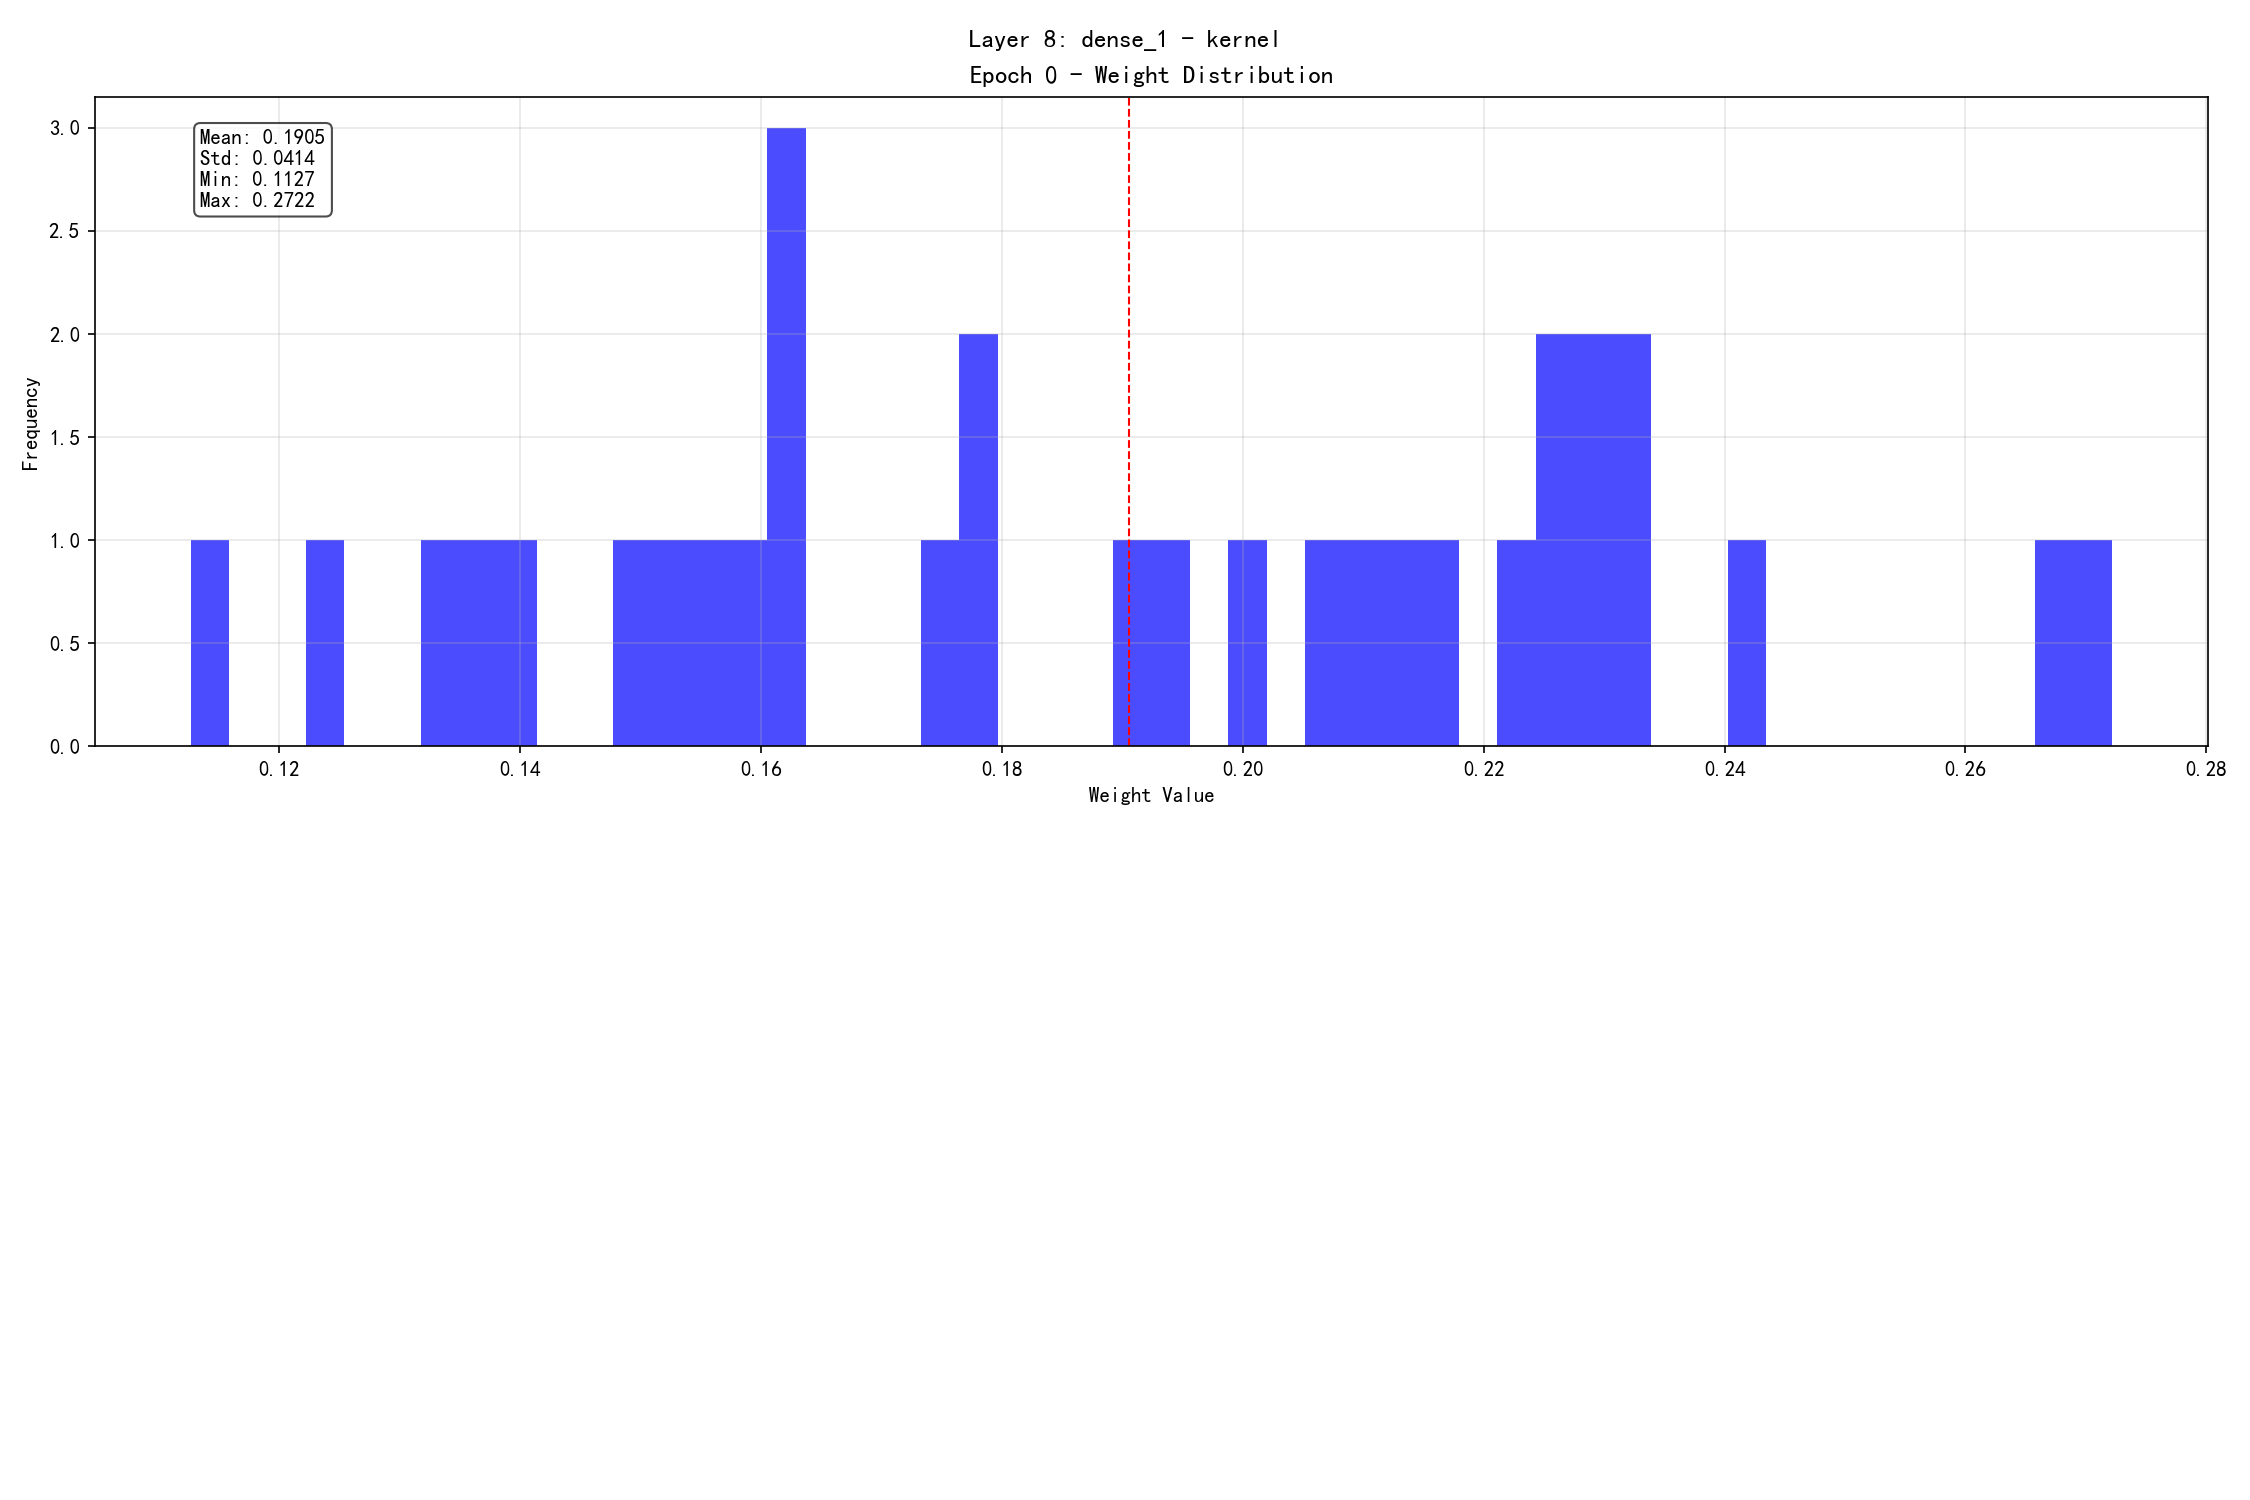 Layer 8: dense_1 - kernel
Epoch 0 - Weight Distribution
Mean: 0.1905
Std: 0.0414
Min: 0.1127
Max: 0.2722
Frequency
3.0
2.5
2.0
1.5
1.0
0.5
0.0
0.12 0.14 0.16 0.18 0.20 0.22 0.24 0.26 0.28
Weight Value